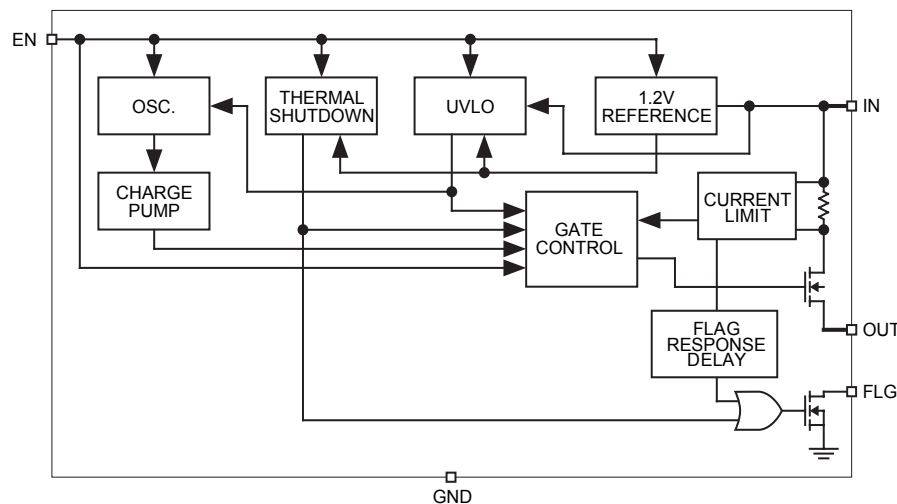 EN
OSC.
THERMAL
SHUTDOWN
UVLO
1.2V
REFERENCE
IN
CHARGE
PUMP
GATE
CONTROL
CURRENT
LIMIT
OUT
FLAG
RESPONSE
DELAY
FLG
GND